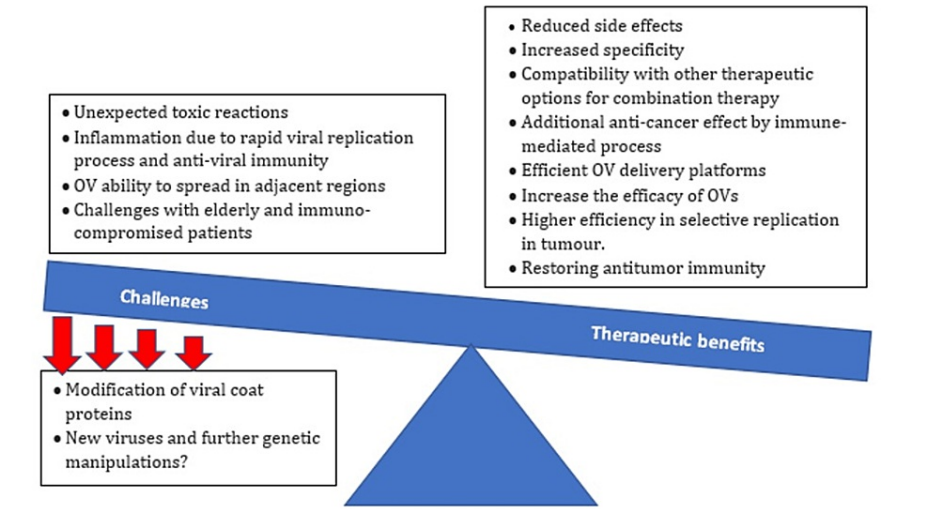 • Unexpected toxic reactions
• Inflammation due to rapid viral replication
process and anti-viral immunity
• OV ability to spread in adjacent regions
• Challenges with elderly and immuno-
compromised patients
• Reduced side effects
• Increased specificity
• Compatibility with other therapeutic
options for combination therapy
• Additional anti-cancer effect by immune-
mediated process
• Efficient OV delivery platforms
• Increase the efficacy of OVs
• Higher efficiency in selective replication
in tumour.
• Restoring antitumor immunity
Challenges
Therapeutic benefits
• Modification of viral coat
proteins
• New viruses and further genetic
manipulations?